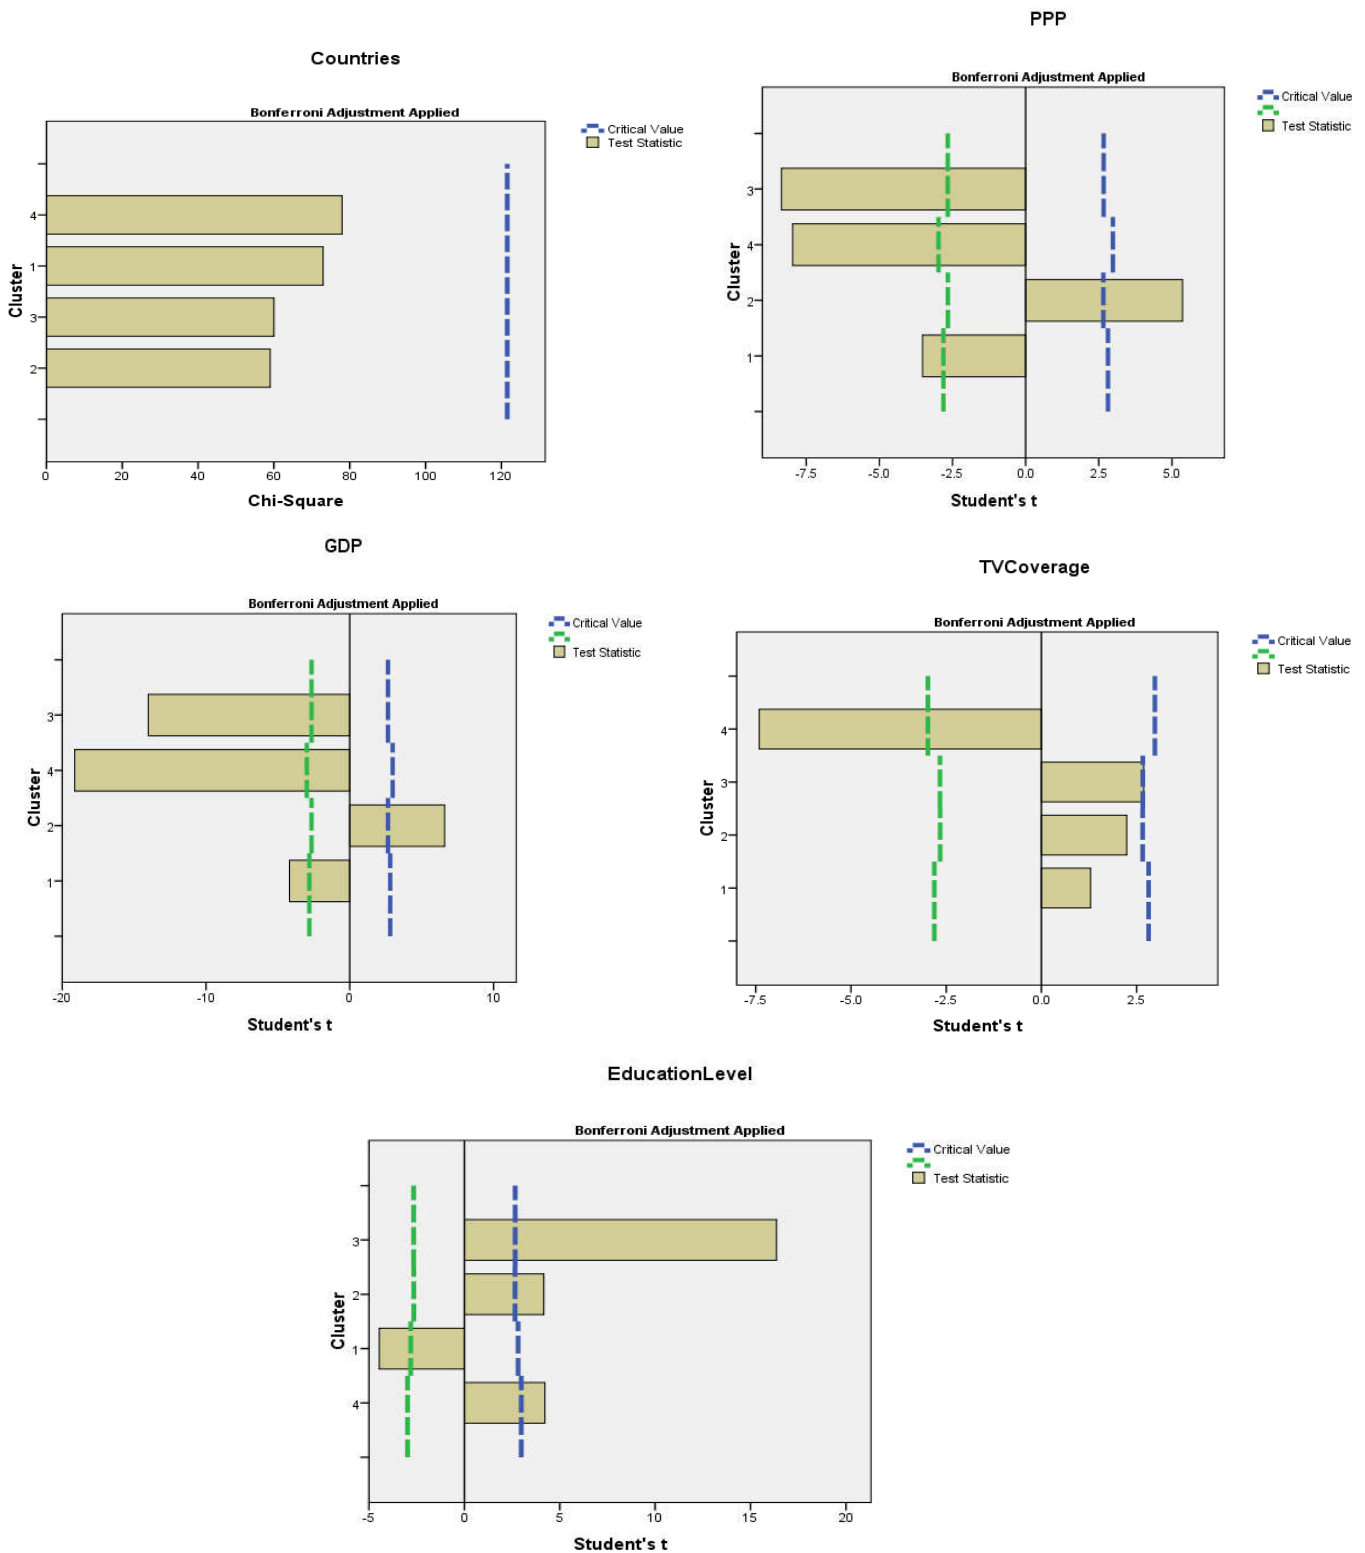 Countries
Bonferroni Adjustment Applied
Critical Value
Test Statistic
Cluster
4
1
3
2
0 20 40 60 80 100 120
Chi-Square
PPP
Bonferroni Adjustment Applied
Critical Value
Test Statistic
Cluster
3
4
2
1
-7.5 -5.0 -2.5 0.0 2.5 5.0
Student's t
GDP
Bonferroni Adjustment Applied
Critical Value
Test Statistic
Cluster
3
4
2
1
-20 -10 0 10
Student's t
TVCoverage
Bonferroni Adjustment Applied
Critical Value
Test Statistic
Cluster
4
3
2
1
-7.5 -5.0 -2.5 0.0 2.5
Student's t
EducationLevel
Bonferroni Adjustment Applied
Critical Value
Test Statistic
Cluster
3
2
1
4
-5 0 5 10 15 20
Student's t